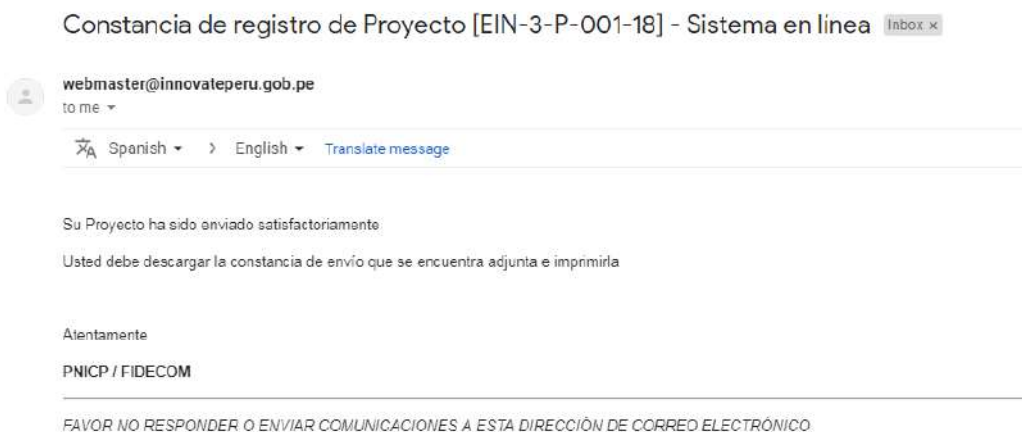 Constancia de registro de Proyecto [EIN-3-P-001-18] - Sistema en línea Inbox ×
webmaster@innovateperu.gob.pe
to me
Spanish > English Translate message
Su Proyecto ha sido enviado satisfactoriamente
Usted debe descargar la constancia de envío que se encuentra adjunta e imprimirla
Atentamente
PNICP / FIDECOM
FAVOR NO RESPONDER O ENVIAR COMUNICACIONES A ESTA DIRECCIÓN DE CORREO ELECTRÓNICO